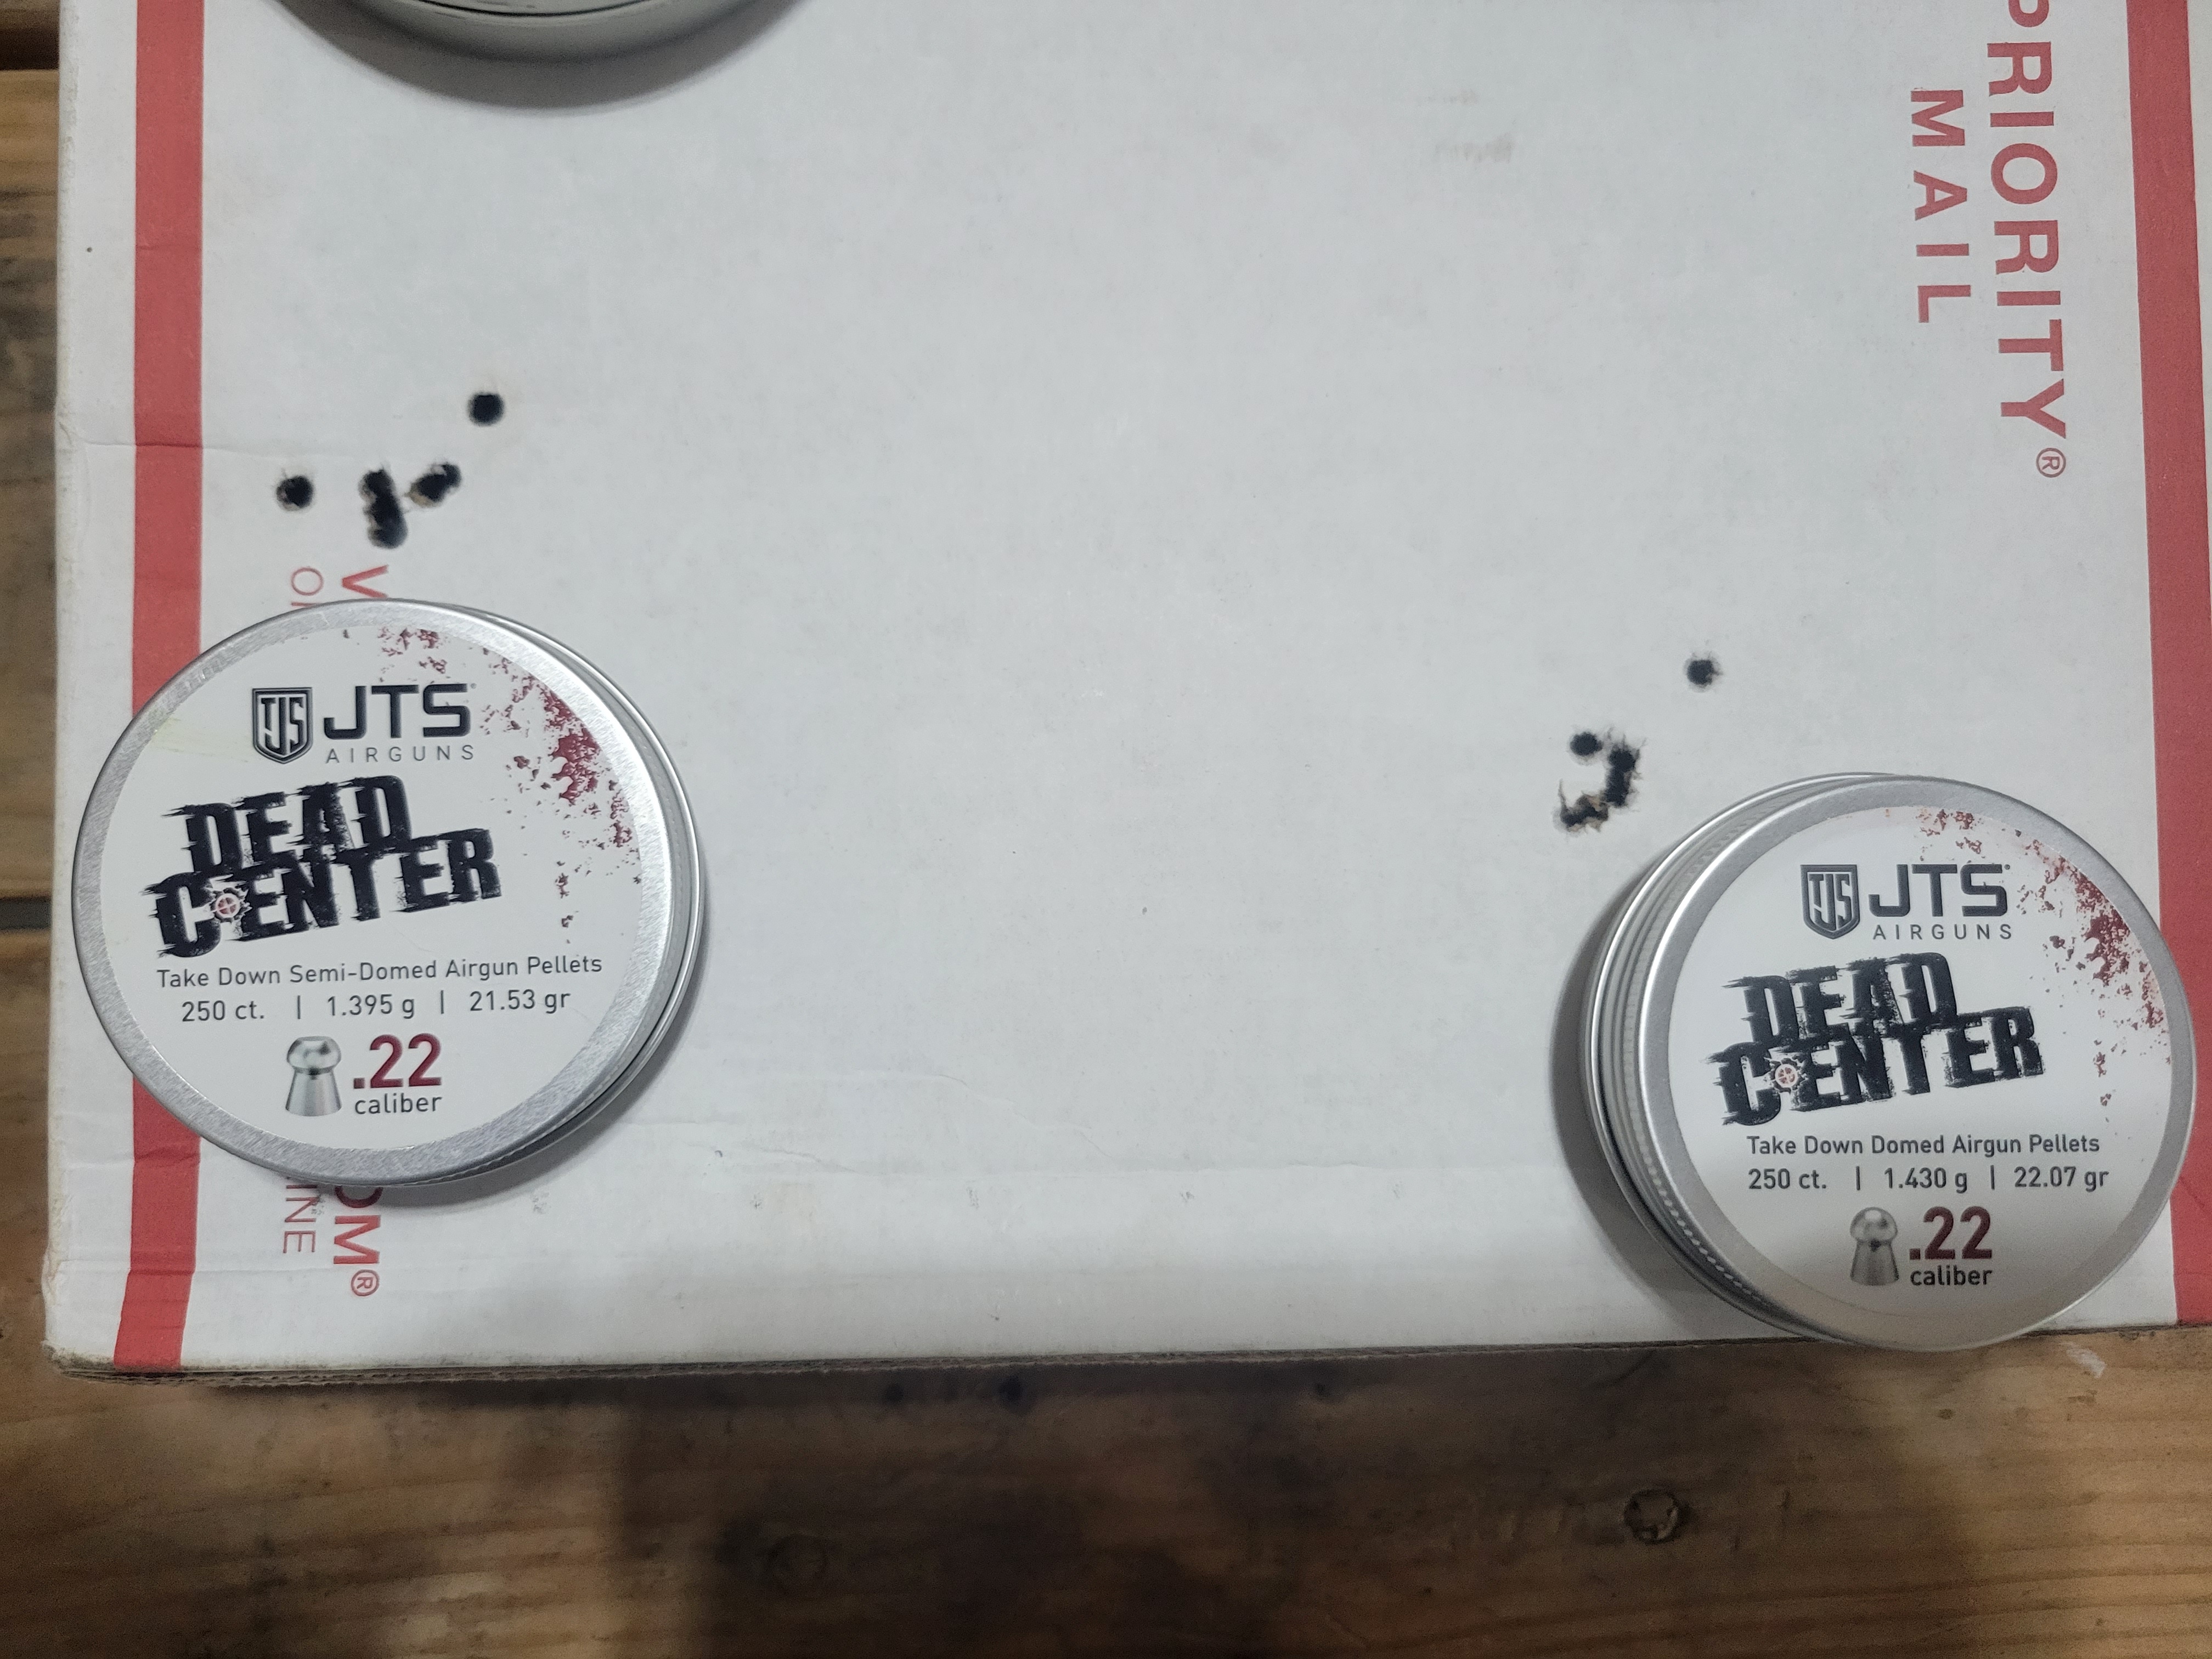 PRIORITY®
MAIL
JTS
JTS
AIRGUNS
DEAD
CENTER
Take Down Semi-Domed Airgun Pellets
250 ct. | 1.395 g | 21.53 gr
.22
caliber
JTS
JTS
AIRGUNS
DEAD
CENTER
Take Down Domed Airgun Pellets
250 ct. | 1.430 g | 22.07 gr
.22
caliber